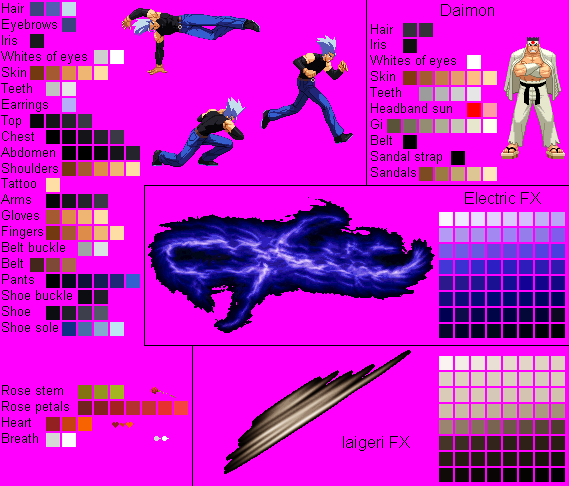 Hair
Eyebrows
Iris
Whites of eyes
Skin
Teeth
Earrings
Top
Chest
Abdomen
Shoulders
Tattoo
Arms
Gloves
Fingers
Belt buckle
Belt
Pants
Shoe buckle
Shoe
Shoe sole
Rose stem
Rose petals
Heart
Breath
Daimon
Hair
Iris
Whites of eyes
Skin
Teeth
Headband sun
Gi
Belt
Sandal strap
Sandals
Electric FX
Iaigeri FX